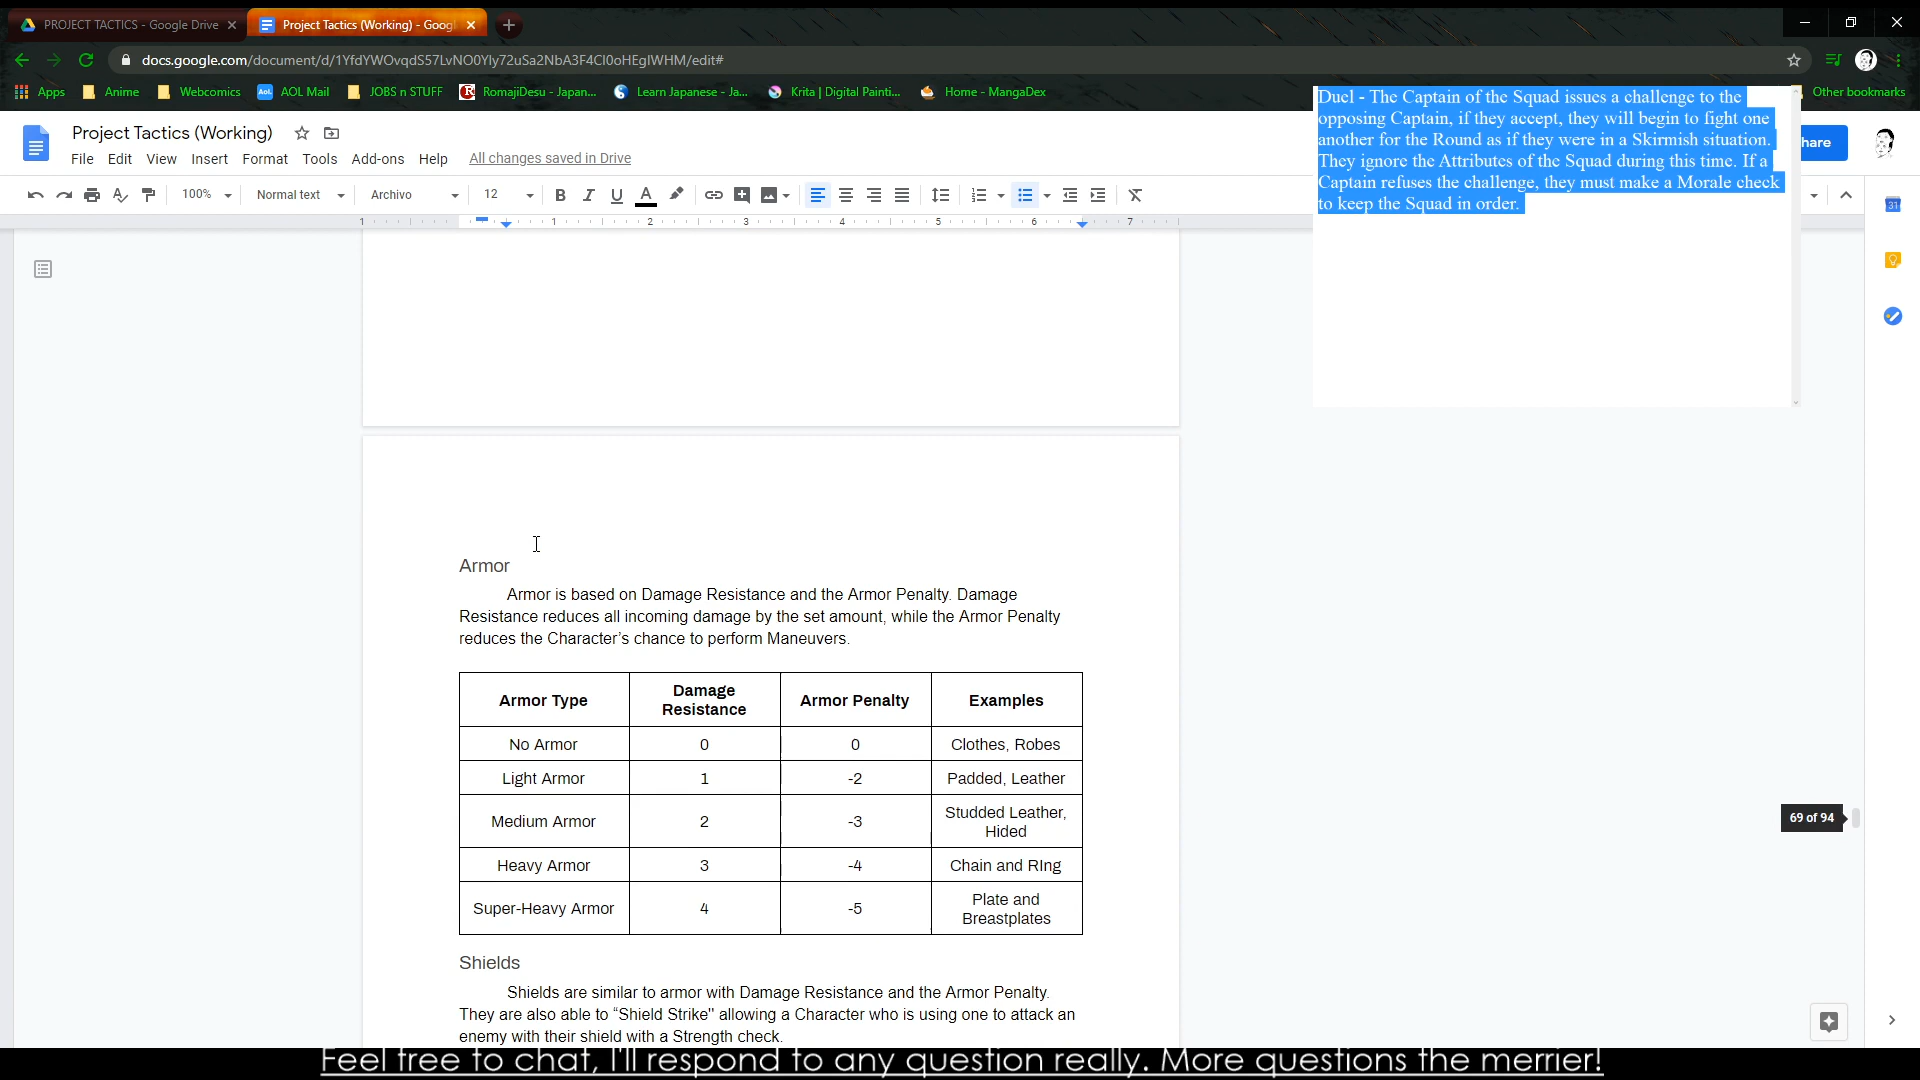 PROJECT TACTICS - Google Drive
Project Tactics (Working) - Goog
docs.google.com/document/d/1YfdYWOvqdS57LvNO0Yly72uSa2NbA3F4CI0oHEgIWHM/edit#
Apps Anime Webcomics AOL Mail JOBS n STUFF RomajiDesu - Japan... Learn Japanese - Ja... Krita | Digital Painti... Home - MangaDex Other bookmarks
Project Tactics (Working)
File Edit View Insert Format Tools Add-ons Help All changes saved in Drive
hare
100% Normal text Archivo 12
Duel - The Captain of the Squad issues a challenge to the
opposing Captain, if they accept, they will begin to fight one
another for the Round as if they were in a Skirmish situation.
They ignore the Attributes of the Squad during this time. If a
Captain refuses the challenge, they must make a Morale check
to keep the Squad in order.
1 1 2 3 4 5 6 7
31
Armor
Armor is based on Damage Resistance and the Armor Penalty. Damage
Resistance reduces all incoming damage by the set amount, while the Armor Penalty
reduces the Character's chance to perform Maneuvers.
Armor Type Damage Resistance Armor Penalty Examples
No Armor 0 0 Clothes, Robes
Light Armor 1 -2 Padded, Leather
Medium Armor 2 -3 Studded Leather, Hided
Heavy Armor 3 -4 Chain and RIng
Super-Heavy Armor 4 -5 Plate and Breastplates
69 of 94
Shields
Shields are similar to armor with Damage Resistance and the Armor Penalty.
They are also able to “Shield Strike" allowing a Character who is using one to attack an
enemy with their shield with a Strength check.
Feel free to chat, I'll respond to any question really. More questions the merrier!